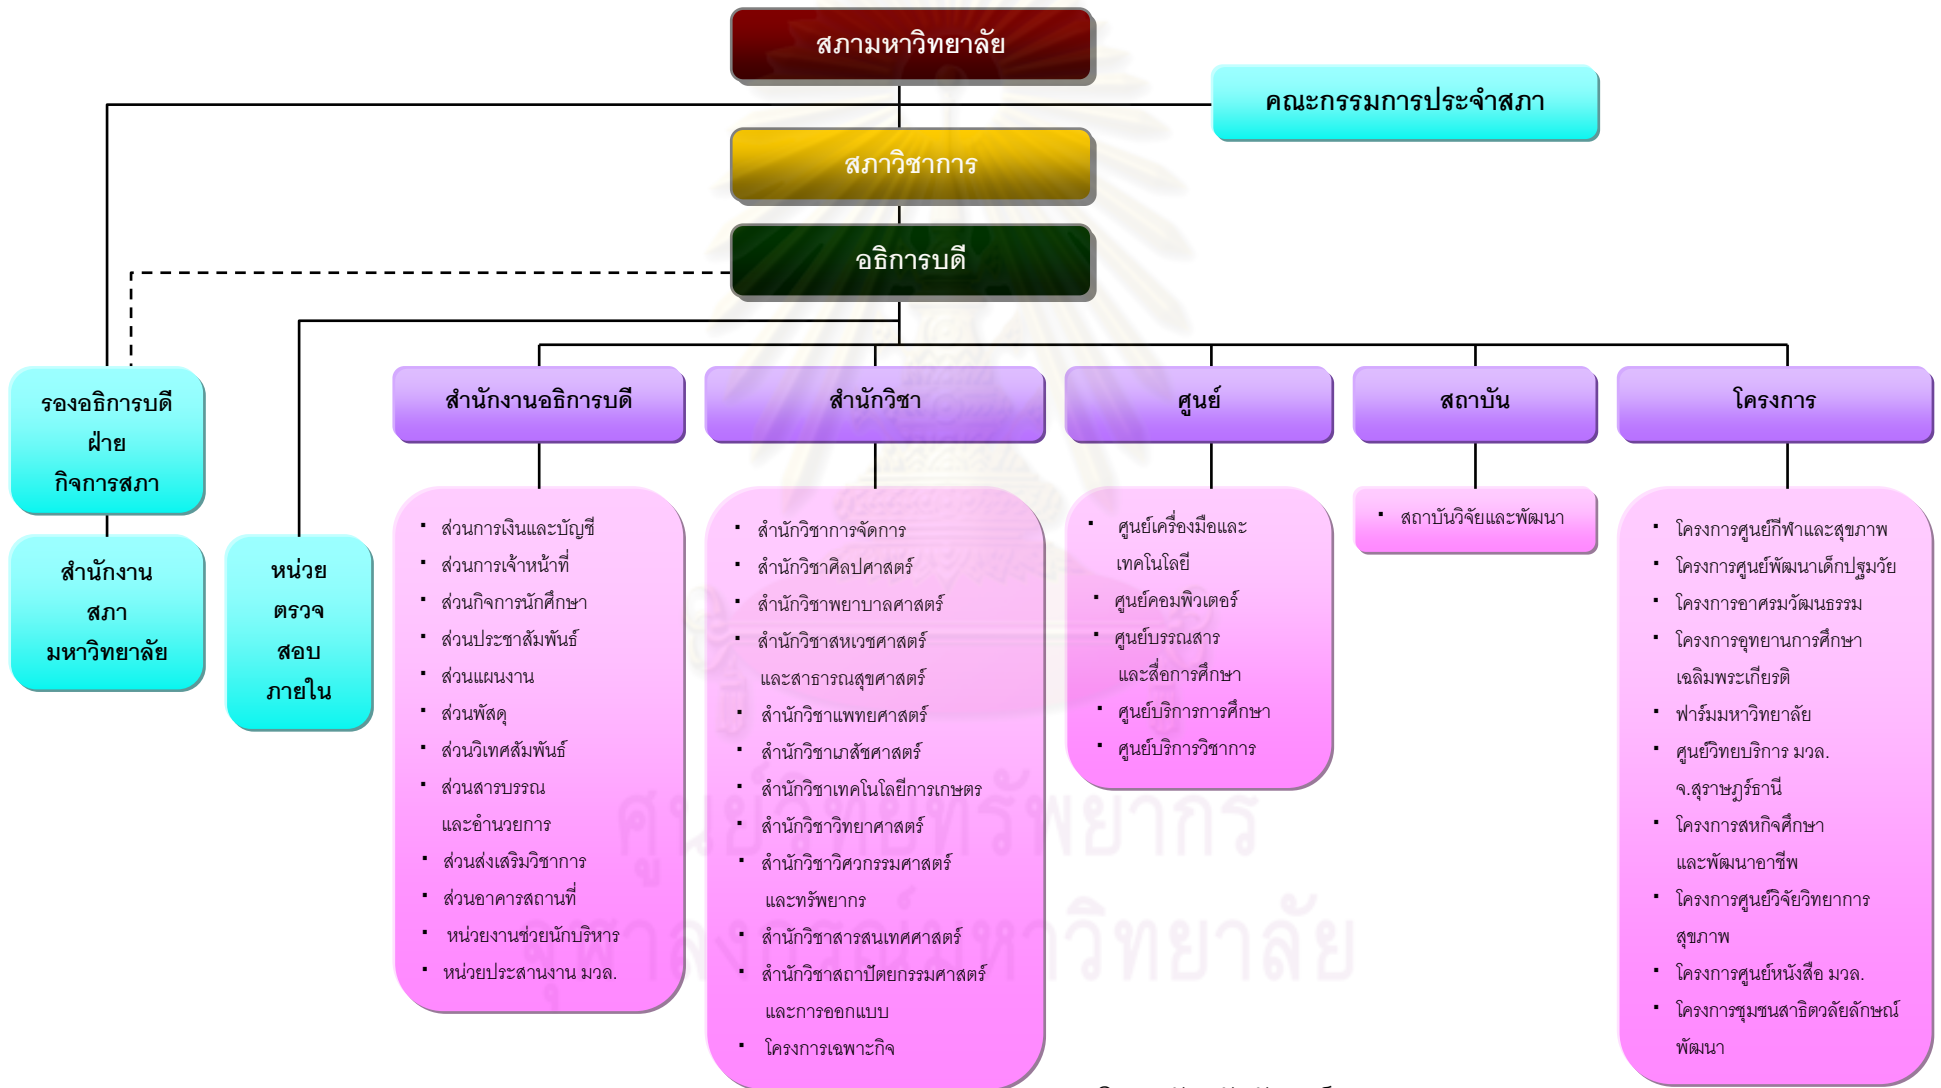 สภามหาวิทยาลัย
คณะกรรมการประจำสภา
สภาวิชาการ
อธิการบดี
รองอธิการบดี
ฝ่าย
กิจการสภา
สำนักงาน
สภา
มหาวิทยาลัย
หน่วย
ตรวจ
สอบ
ภายใน
สำนักงานอธิการบดี
▪ ส่วนการเงินและบัญชี
▪ ส่วนการเจ้าหน้าที่
▪ ส่วนกิจการนักศึกษา
▪ ส่วนประชาสัมพันธ์
▪ ส่วนแผนงาน
▪ ส่วนพัสดุ
▪ ส่วนวิเทศสัมพันธ์
▪ ส่วนสารบรรณ
และอำนวยการ
▪ ส่วนส่งเสริมวิชาการ
▪ ส่วนอาคารสถานที่
▪ หน่วยงานช่วยนักบริหาร
▪ หน่วยประสานงาน มวล.
สำนักวิชา
▪ สำนักวิชาการจัดการ
▪ สำนักวิชาศิลปศาสตร์
▪ สำนักวิชาพยาบาลศาสตร์
▪ สำนักวิชาสหเวชศาสตร์
และสาธารณสุขศาสตร์
▪ สำนักวิชาแพทยศาสตร์
▪ สำนักวิชาเภสัชศาสตร์
▪ สำนักวิชาเทคโนโลยีการเกษตร
▪ สำนักวิชาวิทยาศาสตร์
▪ สำนักวิชาวิศวกรรมศาสตร์
และทรัพยากร
▪ สำนักวิชาสารสนเทศศาสตร์
▪ สำนักวิชาสถาปัตยกรรมศาสตร์
และการออกแบบ
▪ โครงการเฉพาะกิจ
ศูนย์
▪ ศูนย์เครื่องมือและ
เทคโนโลยี
▪ ศูนย์คอมพิวเตอร์
▪ ศูนย์บรรณสาร
และสื่อการศึกษา
▪ ศูนย์บริการการศึกษา
▪ ศูนย์บริการวิชาการ
สถาบัน
▪ สถาบันวิจัยและพัฒนา
โครงการ
▪ โครงการศูนย์กีฬาและสุขภาพ
▪ โครงการศูนย์พัฒนาเด็กปฐมวัย
▪ โครงการอาศรมวัฒนธรรม
▪ โครงการอุทยานการศึกษา
เฉลิมพระเกียรติ
▪ ฟาร์มมหาวิทยาลัย
▪ ศูนย์วิทยบริการ มวล.
จ.สุราษฎร์ธานี
▪ โครงการสหกิจศึกษา
และพัฒนาอาชีพ
▪ โครงการศูนย์วิจัยวิทยาการ
สุขภาพ
▪ โครงการศูนย์หนังสือ มวล.
▪ โครงการชุมชนสาธิตวลัยลักษณ์
พัฒนา
ศูนย์วิทยทรัพยากร
จุฬาลงกรณ์มหาวิทยาลัย